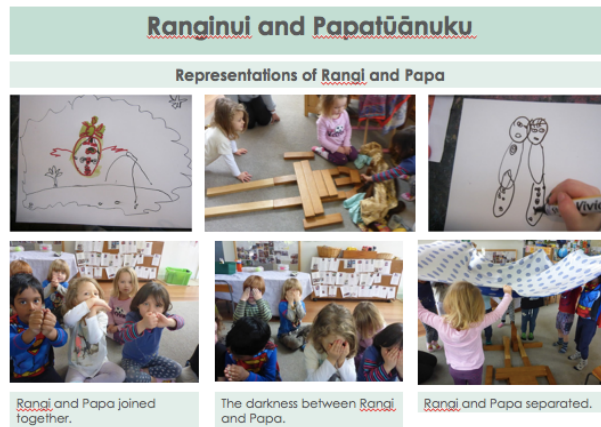 Ranginui and Papatūānuku
Representations of Rangi and Papa
Vivid
Rangi and Papa joined
together.
The darkness between Rangi
and Papa.
Rangi and Papa separated.